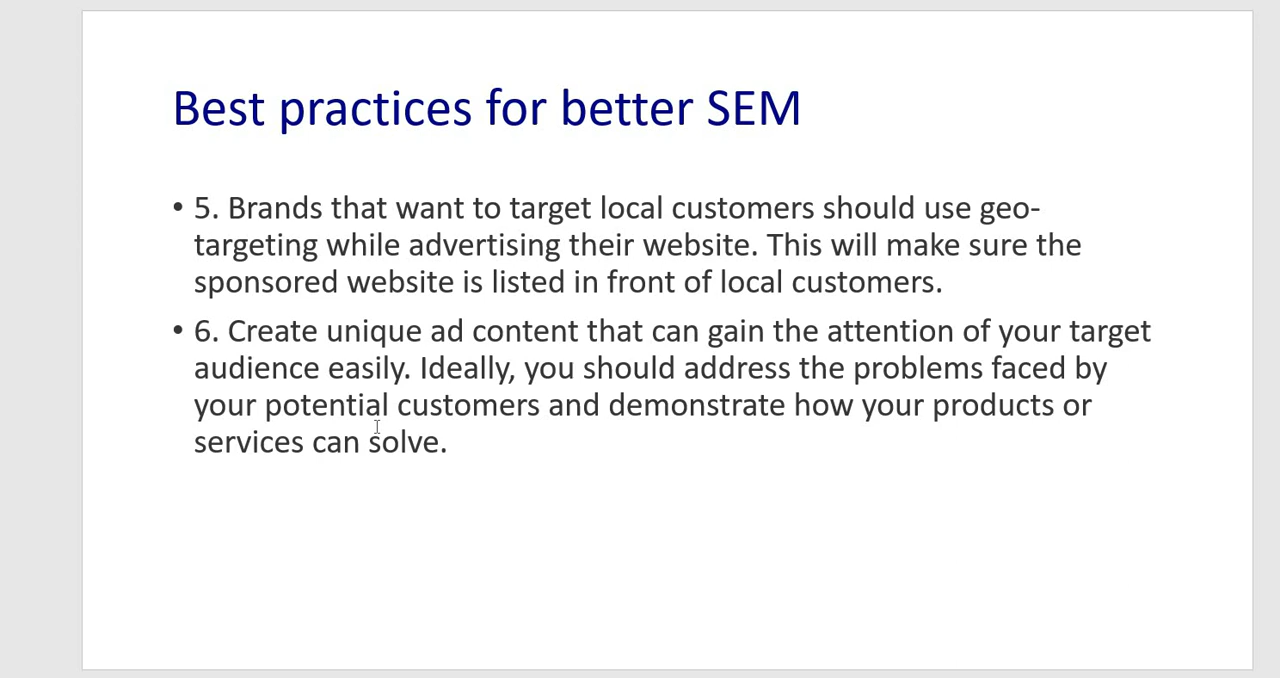 Best practices for better SEM
• 5. Brands that want to target local customers should use geo-
targeting while advertising their website. This will make sure the
sponsored website is listed in front of local customers.
• 6. Create unique ad content that can gain the attention of your target
audience easily. Ideally, you should address the problems faced by
your potential customers and demonstrate how your products or
services can solve.